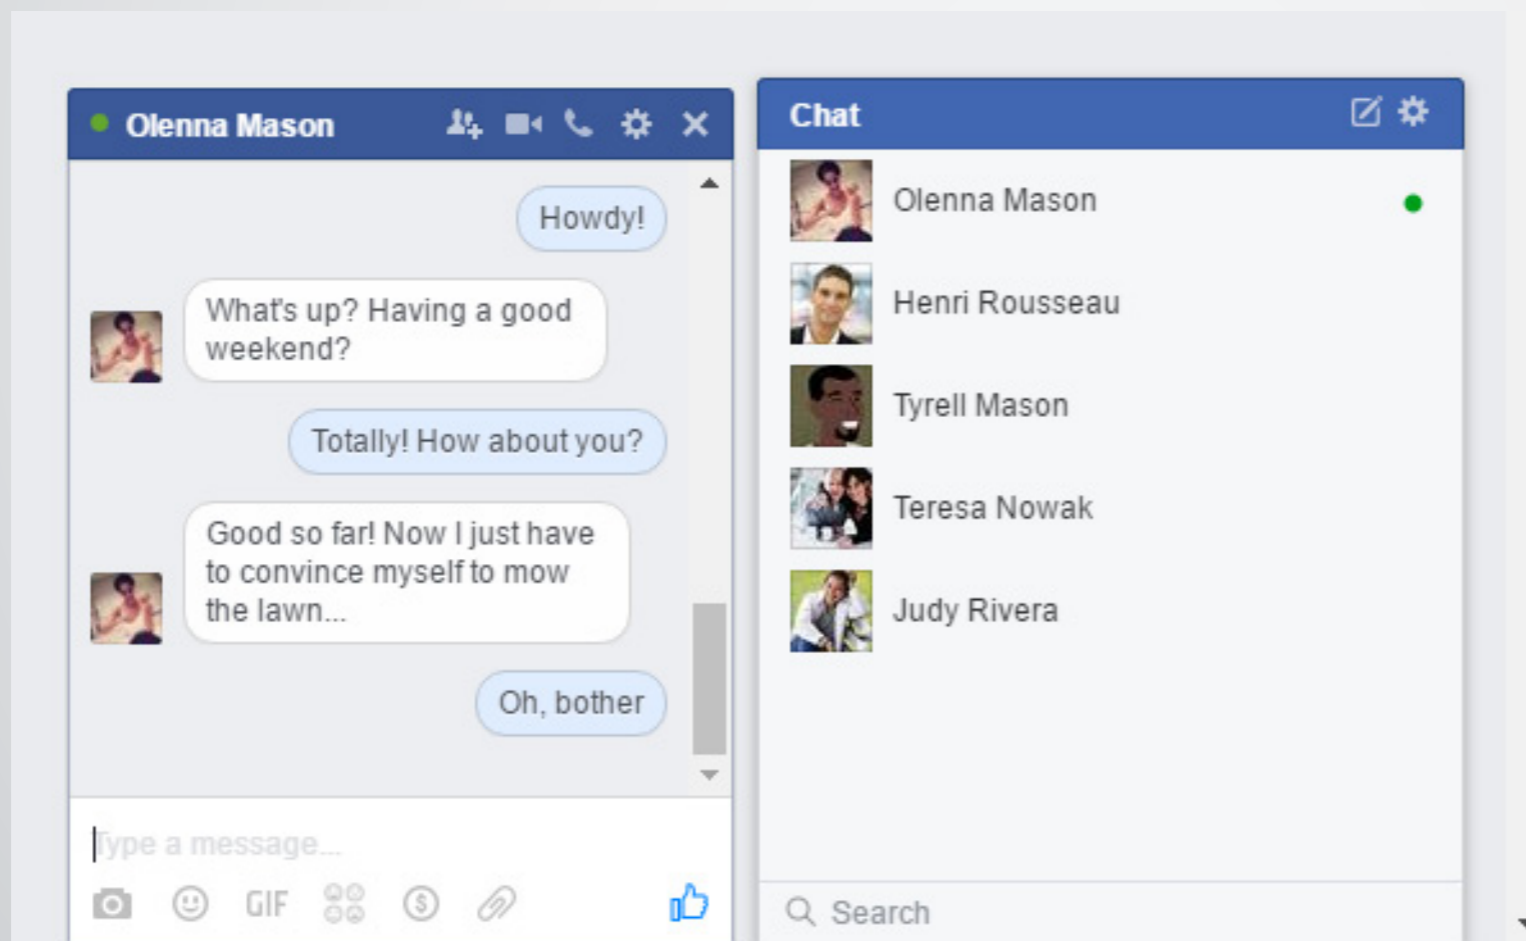 Olenna Mason
Howdy!
What's up? Having a good
weekend?
Totally! How about you?
Good so far! Now I just have
to convince myself to mow
the lawn...
Oh, bother
Type a message...
GIF
Chat
Olenna Mason
Henri Rousseau
Tyrell Mason
Teresa Nowak
Judy Rivera
Search